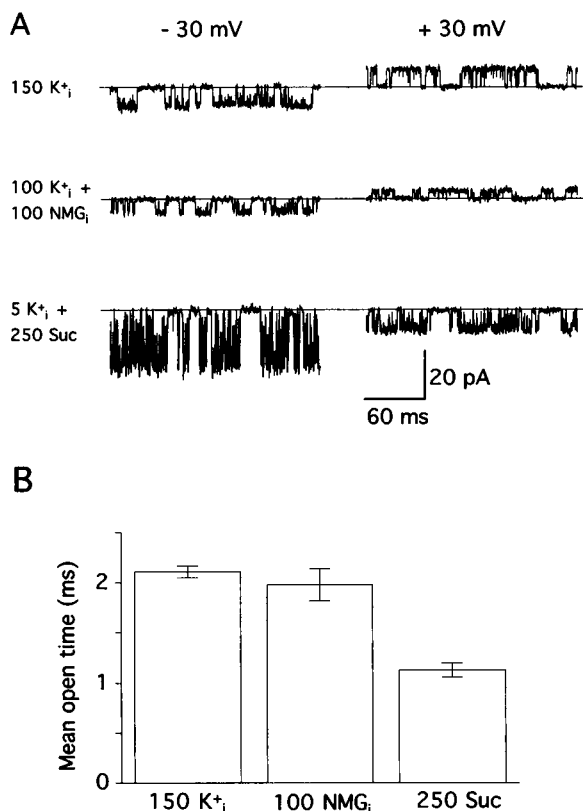 A
- 30 mV
+ 30 mV
150 K⁺ᵢ
100 K⁺ᵢ +
100 NMGᵢ
5 K⁺ᵢ +
250 Suc
20 pA
60 ms
B
Mean open time (ms)
2
1
0
150 K⁺ᵢ
100 NMGᵢ
250 Suc